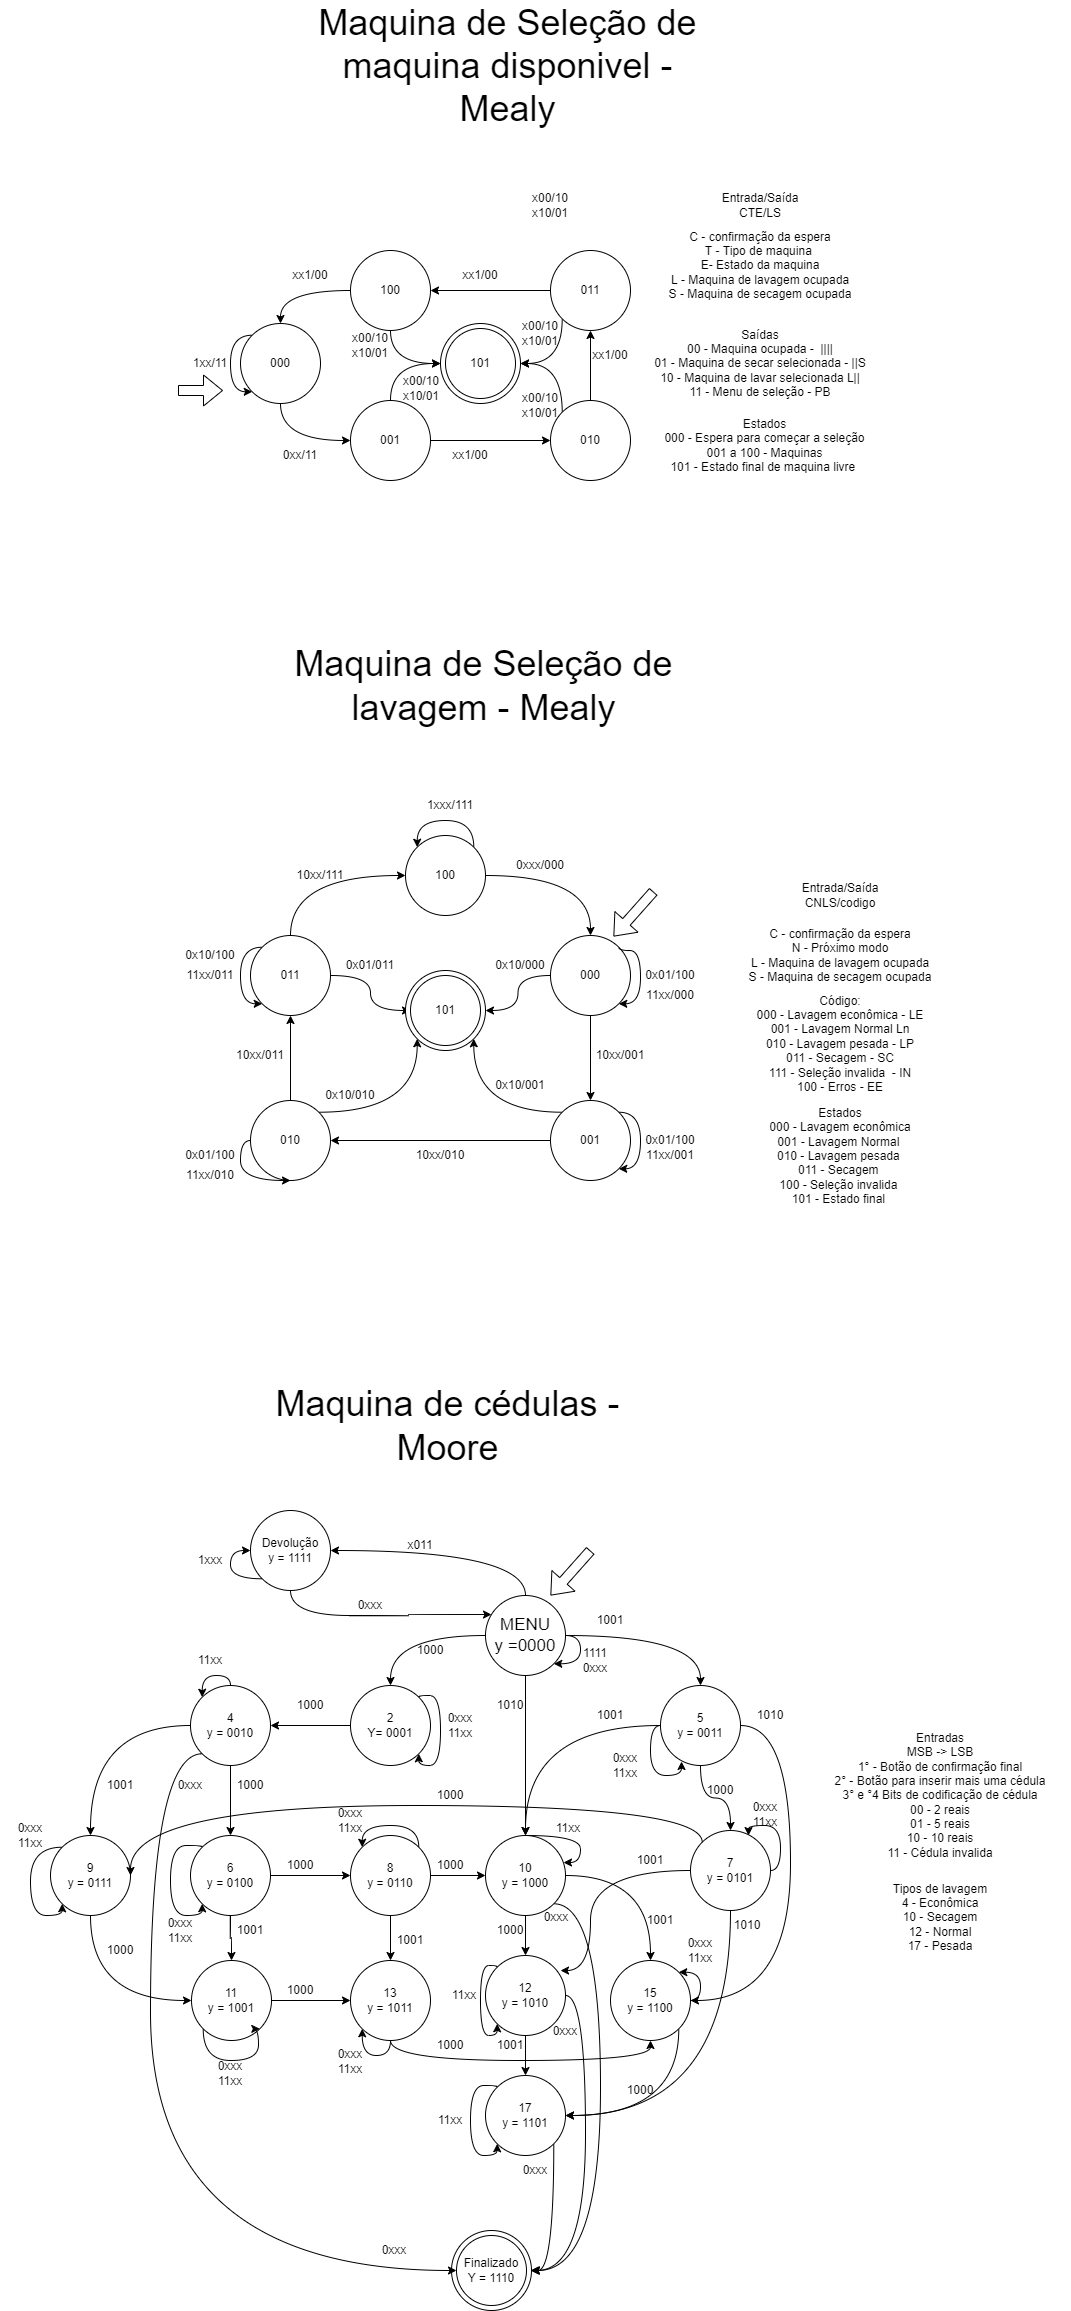 Maquina de Seleção de
maquina disponivel -
Mealy
x00/10
x10/01
Entrada/Saída
CTE/LS
C - confirmação da espera
T - Tipo de maquina
E- Estado da maquina
L - Maquina de lavagem ocupada
S - Maquina de secagem ocupada
Saídas
00 - Maquina ocupada -  ||||
01 - Maquina de secar selecionada - ||S
10 - Maquina de lavar selecionada L||
11 - Menu de seleção - PB
Estados
000 - Espera para começar a seleção
001 a 100 - Maquinas
101 - Estado final de maquina livre
xx1/00
100
xx1/00
011
x00/10
x10/01
x00/10
x10/01
1xx/11
000
101
xx1/00
x00/10
x10/01
x00/10
x10/01
0xx/11
001
xx1/00
010
Maquina de Seleção de
lavagem - Mealy
1xxx/111
10xx/111
100
0xxx/000
0x10/100
11xx/011
011
0x01/011
101
0x10/000
000
0x01/100
11xx/000
10xx/011
10xx/001
0x10/010
0x10/001
0x01/100
11xx/010
010
10xx/010
001
0x01/100
11xx/001
Entrada/Saída
CNLS/codigo
C - confirmação da espera
N - Próximo modo
L - Maquina de lavagem ocupada
S - Maquina de secagem ocupada
Código:
000 - Lavagem econômica - LE
001 - Lavagem Normal Ln
010 - Lavagem pesada - LP
011 - Secagem - SC
111 - Seleção invalida  - IN
100 - Erros - EE
Estados
000 - Lavagem econômica
001 - Lavagem Normal
010 - Lavagem pesada
011 - Secagem
100 - Seleção invalida
101 - Estado final
Maquina de cédulas -
Moore
Devolução
y = 1111
1xxx
x011
0xxx
MENU
y =0000
1001
1111
0xxx
1000
11xx
4
y = 0010
1000
2
Y= 0001
0xxx
11xx
1010
1001
5
y = 0011
1010
0xxx
11xx
1001
0xxx
1000
1000
1000
0xxx
11xx
9
y = 0111
6
y = 0100
0xxx
11xx
1000
0xxx
11xx
8
y = 0110
1000
10
y = 1000
11xx
1001
7
y = 0101
0xxx
11xx
1000
1001
1001
1000
0xxx
1001
1010
0xxx
11xx
11
y = 1001
1000
13
y = 1011
11xx
12
y = 1010
15
y = 1100
0xxx
11xx
0xxx
11xx
0xxx
11xx
1000
1001
0xxx
11xx
17
y = 1101
1000
0xxx
0xxx
Finalizado
Y = 1110
Entradas
MSB -> LSB
1° - Botão de confirmação final
2° - Botão para inserir mais uma cédula
3° e °4 Bits de codificação de cédula
00 - 2 reais
01 - 5 reais
10 - 10 reais
11 - Cédula invalida
Tipos de lavagem
4 - Econômica
10 - Secagem
12 - Normal
17 - Pesada